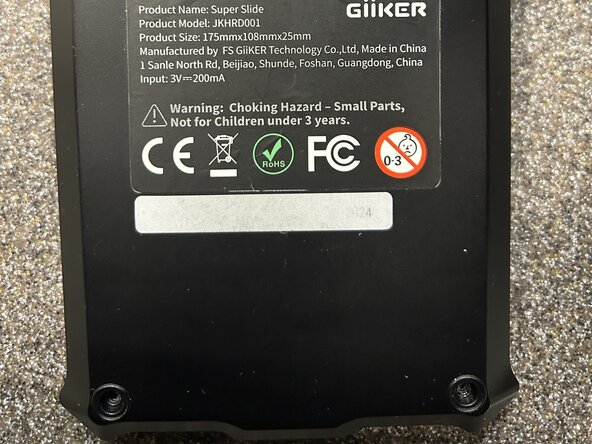 Product Name: Super Slide
GiiKER
Product Model: JKHRD001
Product Size: 175mmx108mmx25mm
Manufactured by FS GiiKER Technology Co.,Ltd, Made in China
1 Sanle North Rd, Beijiao, Shunde, Foshan, Guangdong, China
Input: 3V⎓200mA
Warning: Choking Hazard – Small Parts,
Not for Children under 3 years.
CE
RoHS
FC
0-3